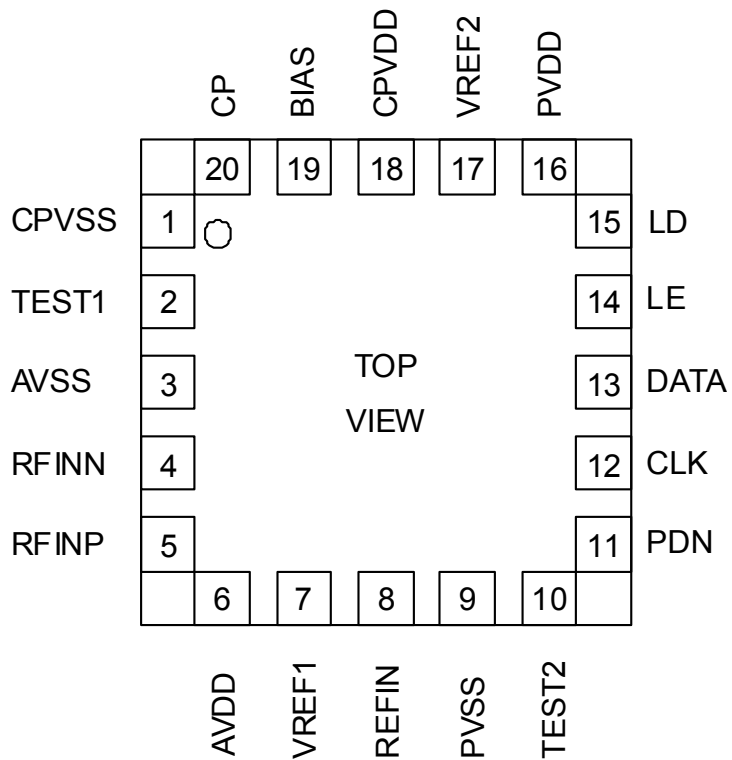 CP
BIAS
CPVDD
VREF2
PVDD
20 19 18 17 16
CPVSS 1 15 LD
TEST1 2 14 LE
AVSS 3 13 DATA
TOP
VIEW
RFINN 4 12 CLK
RFINP 5 11 PDN
6 7 8 9 10
AVDD
VREF1
REFIN
PVSS
TEST2